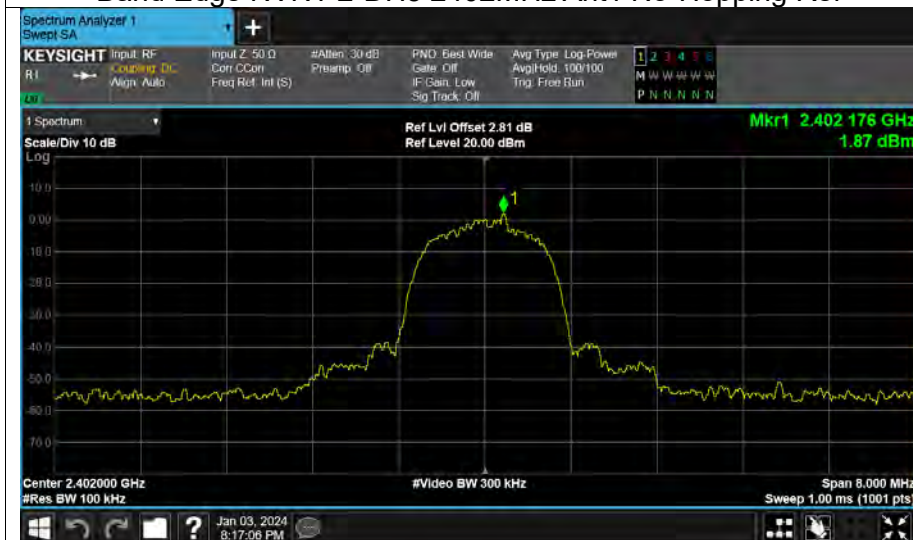 Spectrum Analyzer 1
Swept SA
+
KEYSIGHT
Input: RF
Coupling: DC
Align: Auto
Input Z: 50 Ω
Corr CCorr
Freq Ref: Int (S)
#Atten: 30 dB
Preamp: Off
PNO: Best Wide
Gate: Off
IF Gain: Low
Sig Track: Off
Avg Type: Log-Power
Avg|Hold: 100/100
Trig: Free Run
1 2 3 4 5 6
M W W W W W
P N N N N N
1 Spectrum
Scale/Div 10 dB
Ref Lvl Offset 2.81 dB
Ref Level 20.00 dBm
Mkr1 2.402 176 GHz
1.87 dBm
Log
10.0
0.00
-40.0
-50.0
-60.0
-70.0
1
Center 2.402000 GHz
#Res BW 100 kHz
#Video BW 300 kHz
Span 8.000 MHz
Sweep 1.00 ms (1001 pts)
?
Jan 03, 2024
8:17:06 PM